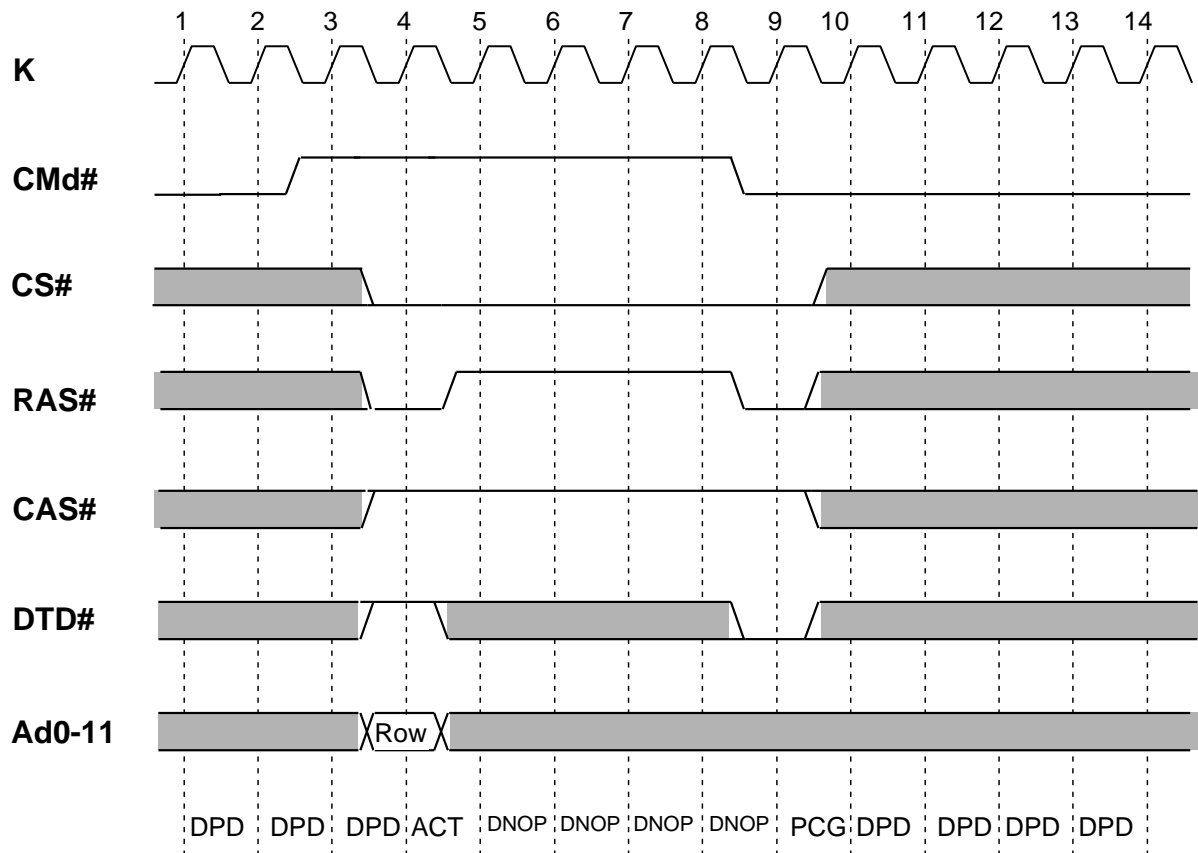 1 2 3 4 5 6 7 8 9 10 11 12 13 14
K
CMd#
CS#
RAS#
CAS#
DTD#
Ad0-11 Row
DPD DPD DPD ACT DNOP DNOP DNOP DNOP PCG DPD DPD DPD DPD